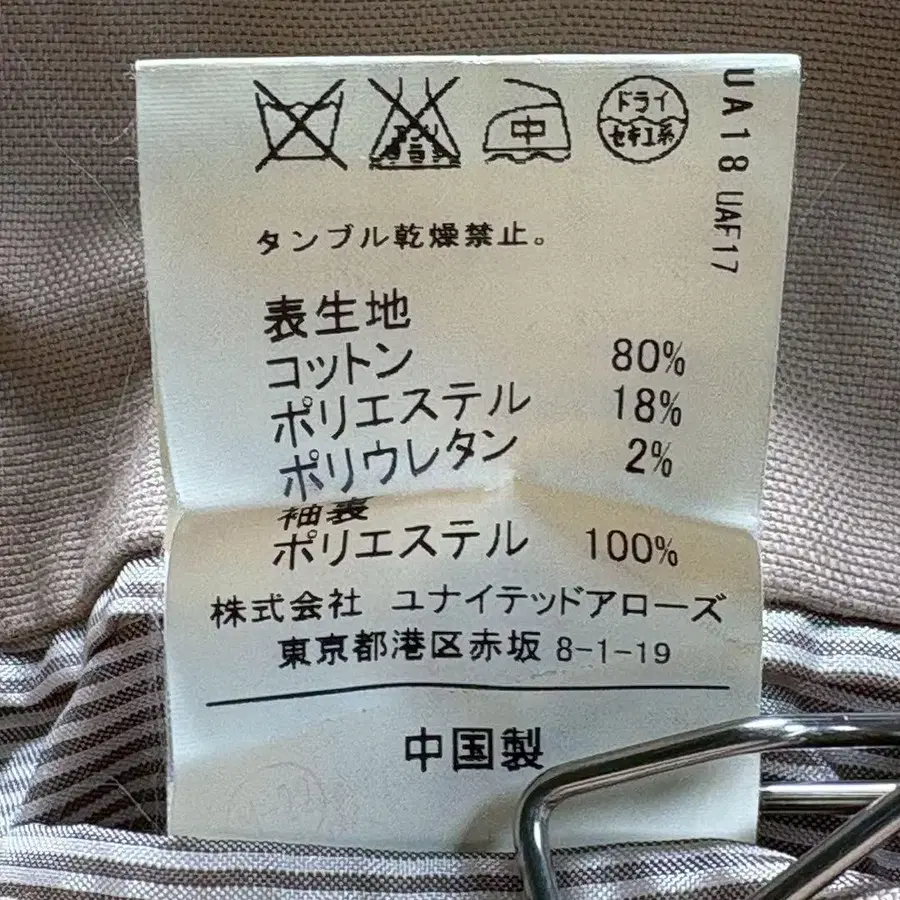 中
ドライ
セキユ系
UA18 UAF17
タンブル乾燥禁止。
表生地
コットン 80%
ポリエステル 18%
ポリウレタン 2%
袖裏
ポリエステル 100%
株式会社 ユナイテッドアローズ
東京都港区赤坂 8-1-19
中国製